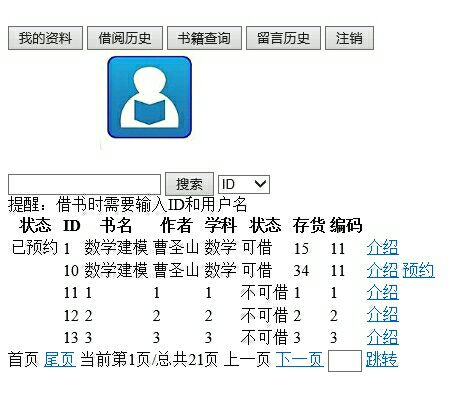 我的资料 借阅历史 书籍查询 留言历史 注销
搜索 ID
提醒：借书时需要输入ID和用户名
状态 ID 书名 作者 学科 状态 存货 编码
已预约 1 数学建模 曹圣山 数学 可借 15 11 介绍
10 数学建模 曹圣山 数学 可借 34 11 介绍 预约
11 1 1 1 不可借 1 1 介绍
12 2 2 2 不可借 2 2 介绍
13 3 3 3 不可借 3 3 介绍
首页 尾页 当前第1页/总共21页 上一页 下一页 跳转